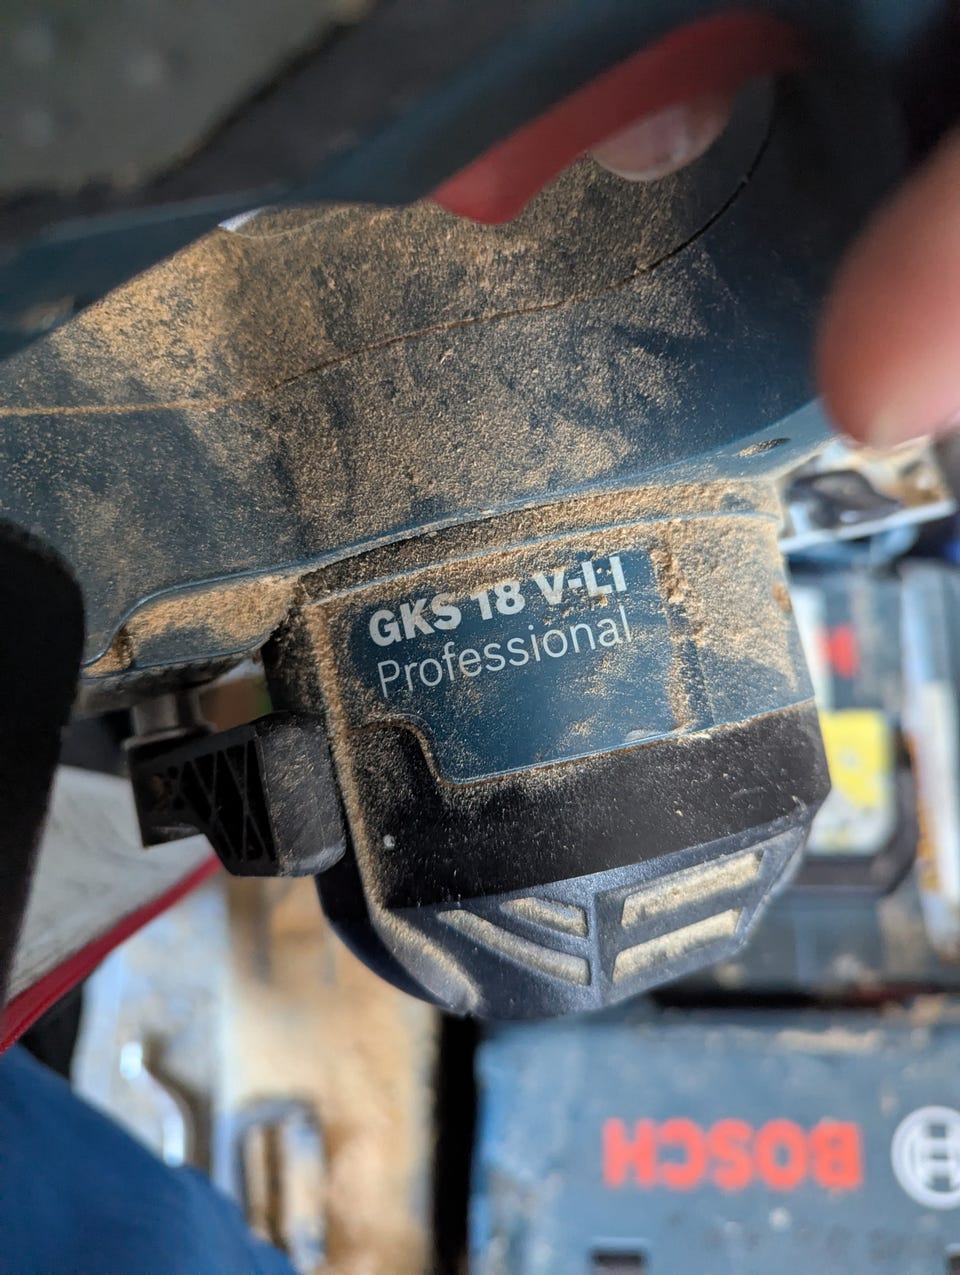 GKS 18 V-LI
Professional
BOSCH